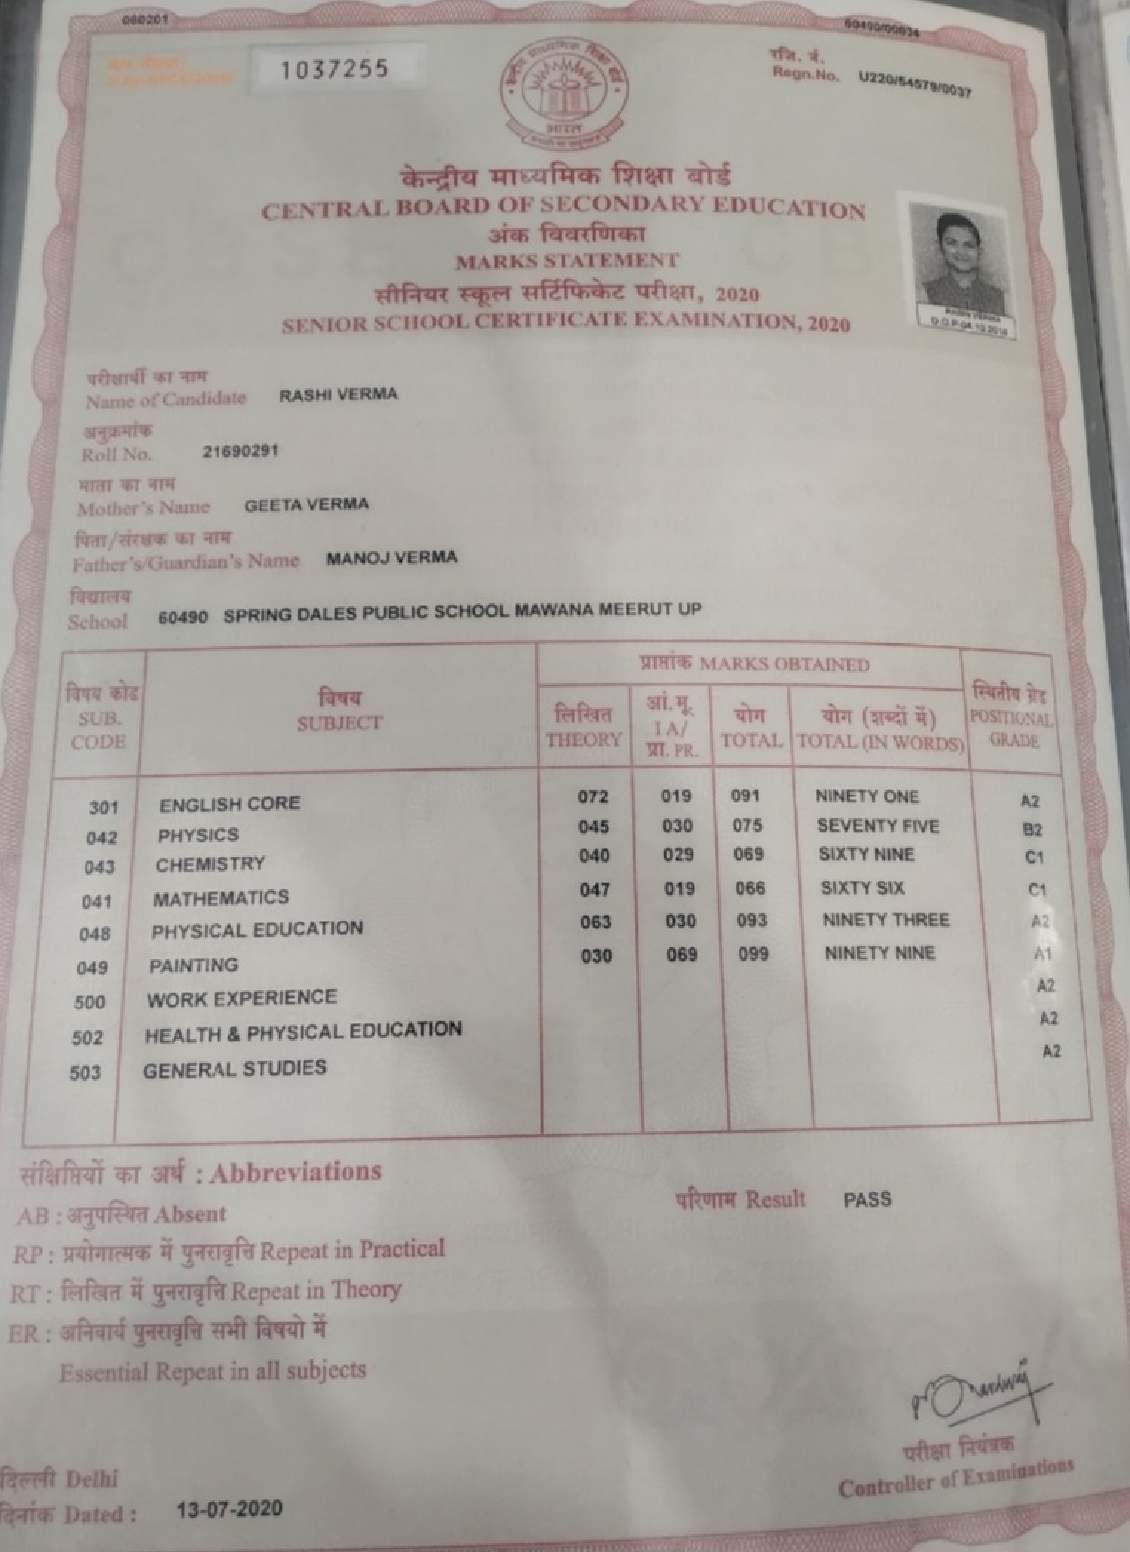 060201
60490/00034
1037255
रजि. नं.
Regn.No. U220/54579/0037
केन्द्रीय माध्यमिक शिक्षा बोर्ड
भारत
केन्द्रीय माध्यमिक शिक्षा बोर्ड
CENTRAL BOARD OF SECONDARY EDUCATION
अंक विवरणिका
MARKS STATEMENT
सीनियर स्कूल सर्टिफिकेट परीक्षा, 2020
SENIOR SCHOOL CERTIFICATE EXAMINATION, 2020
RASHI VERMA
परीक्षार्थी का नाम
Name of Candidate RASHI VERMA
अनुक्रमांक
Roll No. 21690291
माता का नाम
Mother's Name GEETA VERMA
पिता/संरक्षक का नाम
Father's/Guardian's Name MANOJ VERMA
विद्यालय
School 60490 SPRING DALES PUBLIC SCHOOL MAWANA MEERUT UP
विषय कोड SUB. CODE विषय SUBJECT प्राप्तांक MARKS OBTAINED स्थितीय ग्रेड POSITIONAL GRADE
लिखित THEORY आं.मू. I A/ प्रा. PR. योग TOTAL योग (शब्दों में) TOTAL (IN WORDS)
301 ENGLISH CORE 072 019 091 NINETY ONE A2
042 PHYSICS 045 030 075 SEVENTY FIVE B2
043 CHEMISTRY 040 029 069 SIXTY NINE C1
041 MATHEMATICS 047 019 066 SIXTY SIX C1
048 PHYSICAL EDUCATION 063 030 093 NINETY THREE A2
049 PAINTING 030 069 099 NINETY NINE A1
500 WORK EXPERIENCE A2
502 HEALTH & PHYSICAL EDUCATION A2
503 GENERAL STUDIES A2
संक्षिप्तियों का अर्थ : Abbreviations
परिणाम Result PASS
AB : अनुपस्थित Absent
RP : प्रयोगात्मक में पुनरावृत्ति Repeat in Practical
RT : लिखित में पुनरावृत्ति Repeat in Theory
ER : अनिवार्य पुनरावृत्ति सभी विषयो में
Essential Repeat in all subjects
परीक्षा नियंत्रक
Controller of Examinations
दिल्ली Delhi
दिनांक Dated : 13-07-2020